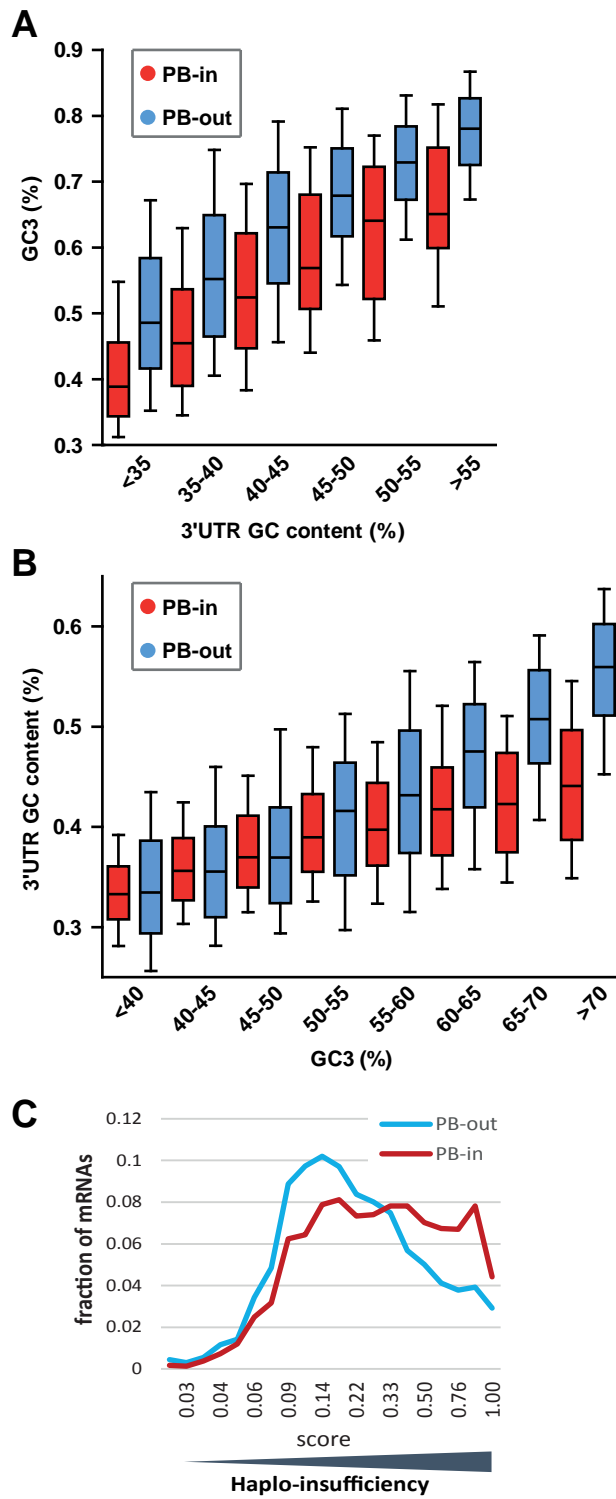 A
0.9
0.8
0.7
0.6
0.5
0.4
0.3
GC3 (%)
PB-in
PB-out
<35
35-40
40-45
45-50
50-55
>55
3'UTR GC content (%)
B
0.6
0.5
0.4
0.3
3'UTR GC content (%)
PB-in
PB-out
<40
40-45
45-50
50-55
55-60
60-65
65-70
>70
GC3 (%)
C
0.12
0.1
0.08
0.06
0.04
0.02
0
fraction of mRNAs
PB-out
PB-in
0.03
0.04
0.06
0.09
0.14
0.22
0.33
0.50
0.76
1.00
score
Haplo-insufficiency